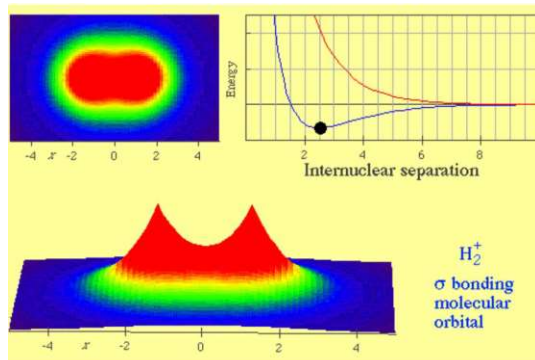 Energy
-4 x -2 0 2 4
2 4 6 8
Internuclear separation
H₂⁺
σ bonding
molecular
orbital
-4 x -2 0 2 4